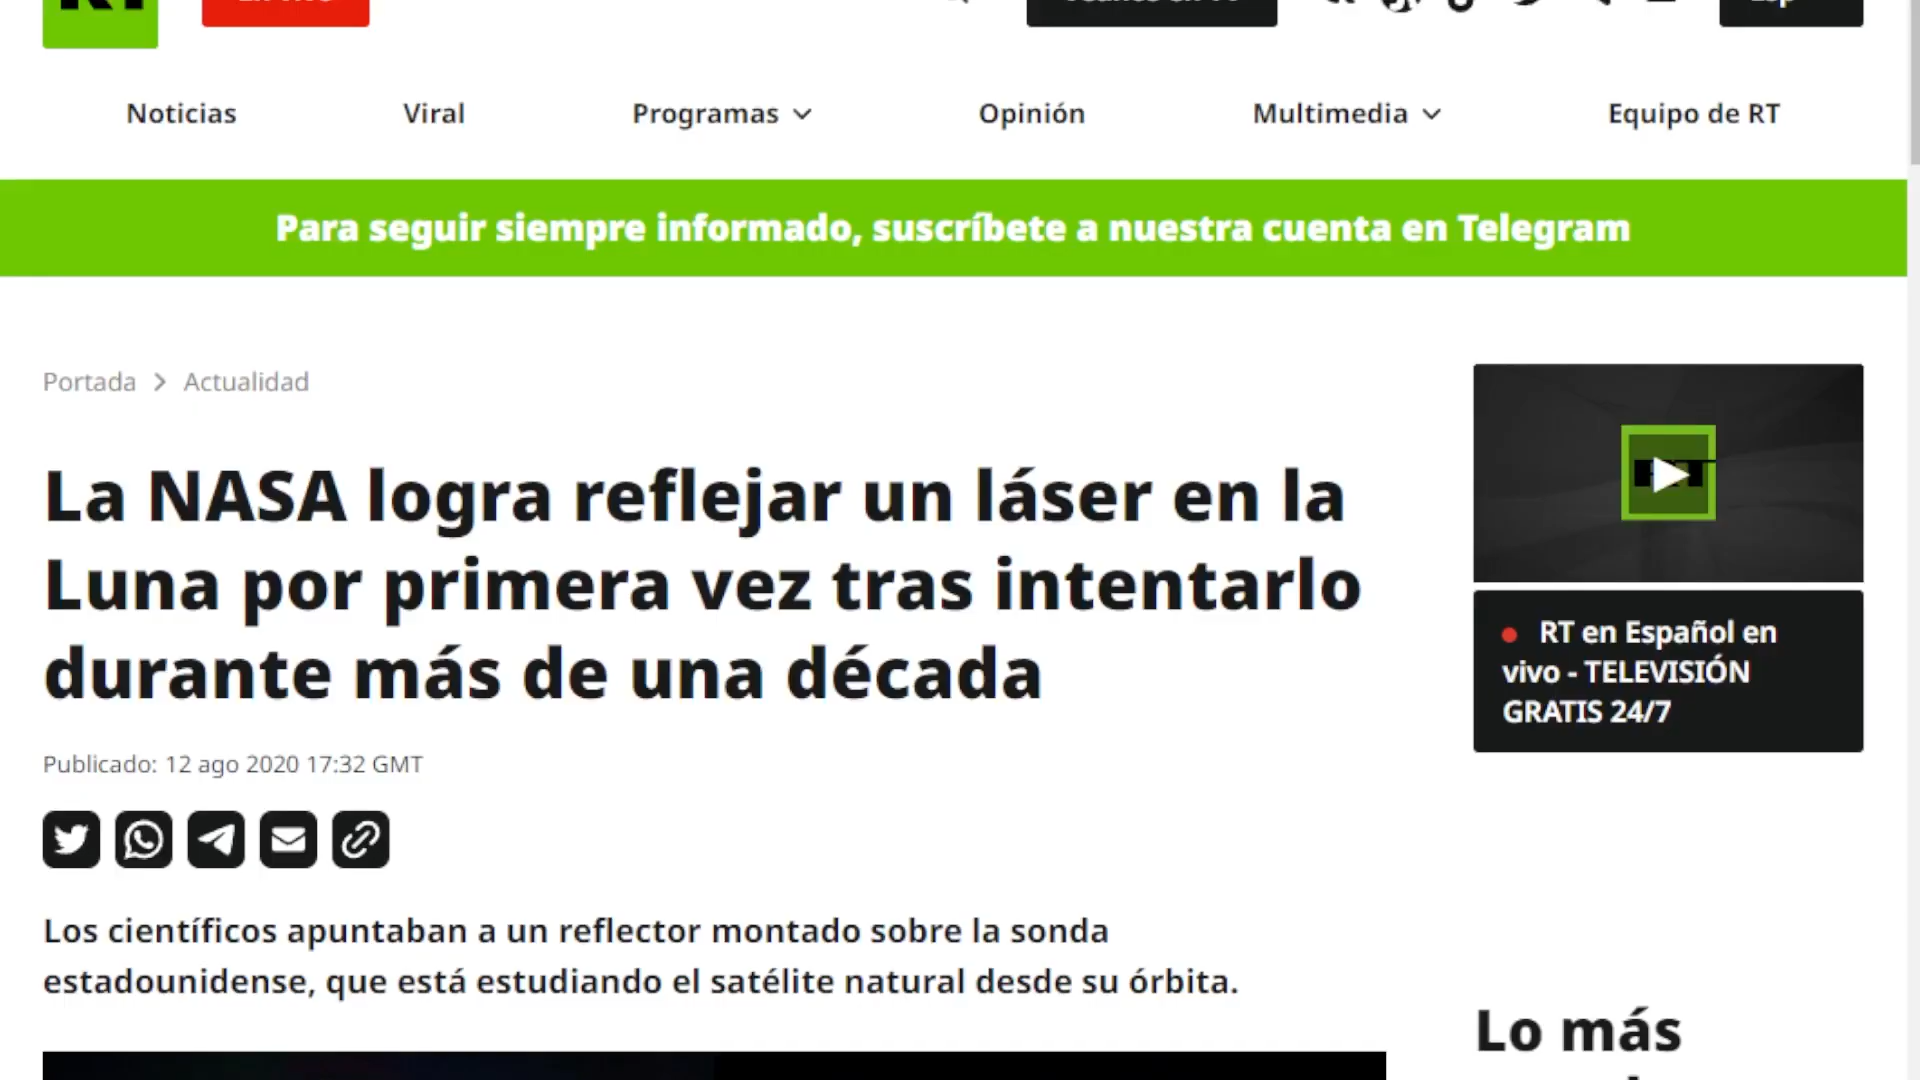 Noticias
Viral
Programas
Opinión
Multimedia
Equipo de RT
Para seguir siempre informado, suscríbete a nuestra cuenta en Telegram
Portada > Actualidad
La NASA logra reflejar un láser en la
Luna por primera vez tras intentarlo
durante más de una década
Publicado: 12 ago 2020 17:32 GMT
Los científicos apuntaban a un reflector montado sobre la sonda
estadounidense, que está estudiando el satélite natural desde su órbita.
RT en Español en
vivo - TELEVISIÓN
GRATIS 24/7
Lo más